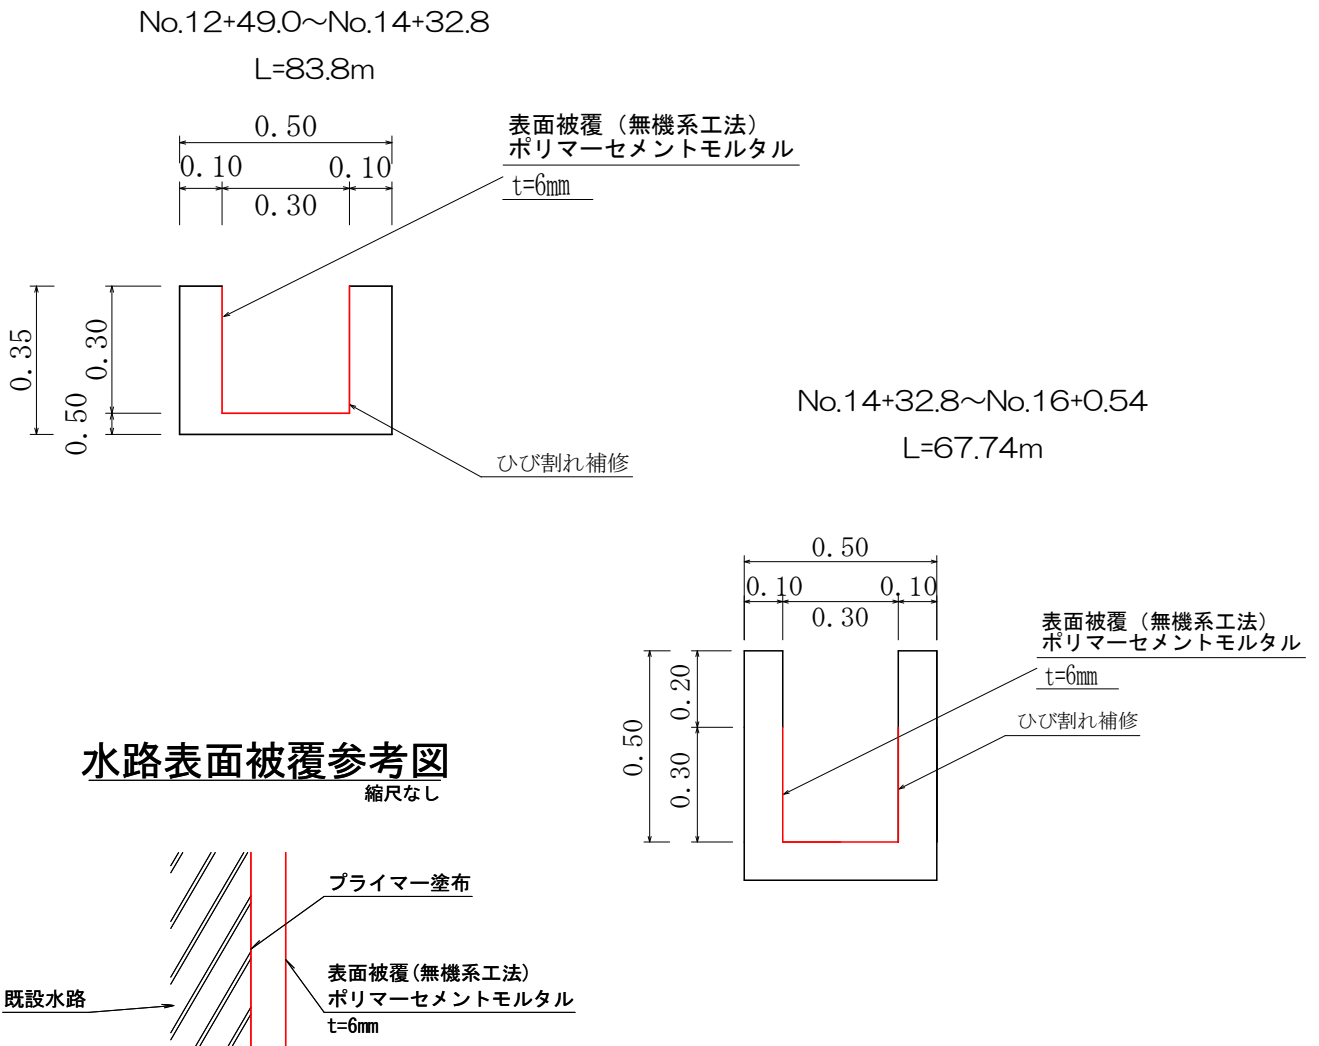 No.12+49.0～No.14+32.8
L=83.8m
0.50
0.10
0.10
0.30
表面被覆（無機系工法）
ポリマーセメントモルタル
t=6mm
0.35
0.30
0.50
ひび割れ補修
No.14+32.8～No.16+0.54
L=67.74m
0.50
0.10
0.10
0.30
表面被覆（無機系工法）
ポリマーセメントモルタル
t=6mm
ひび割れ補修
0.50
0.20
0.30
水路表面被覆参考図
縮尺なし
プライマー塗布
表面被覆(無機系工法)
ポリマーセメントモルタル
t=6mm
既設水路